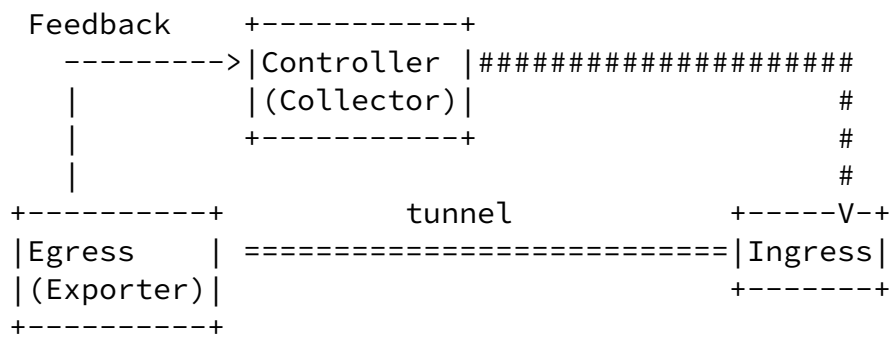 Feedback
Controller
(Collector)
tunnel
Egress
Ingress
(Exporter)